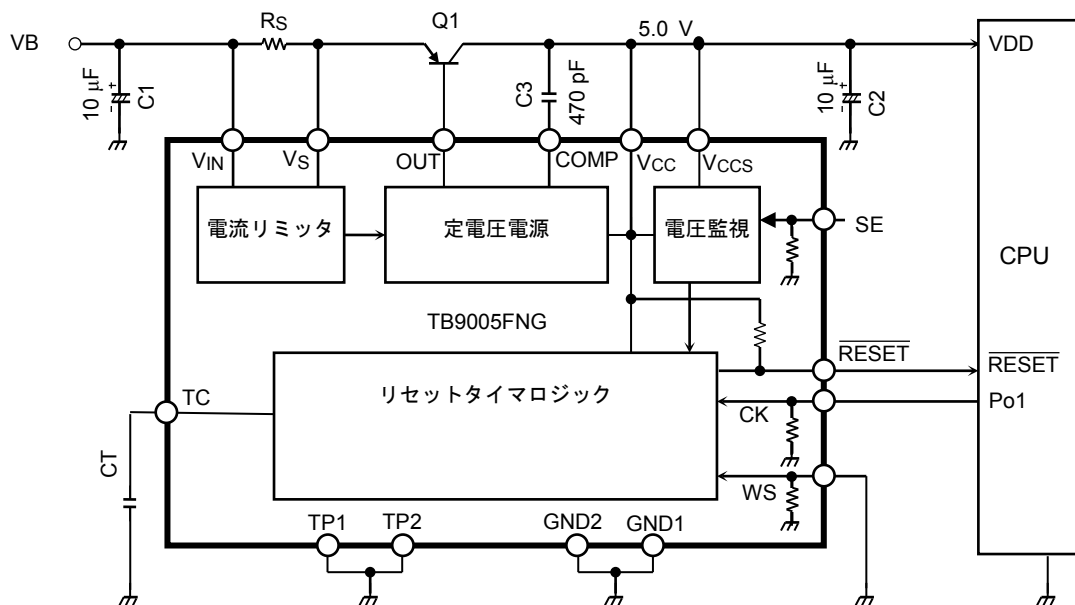 RS
Q1
5.0 V
VB
VDD
10 μF
C1
C3
470 pF
10 μF
C2
VIN
VS
OUT
COMP
VCC
VCCS
電流リミッタ
定電圧電源
電圧監視
SE
CPU
TB9005FNG
RESET
RESET
リセットタイマロジック
TC
CK
Po1
CT
WS
TP1
TP2
GND2
GND1